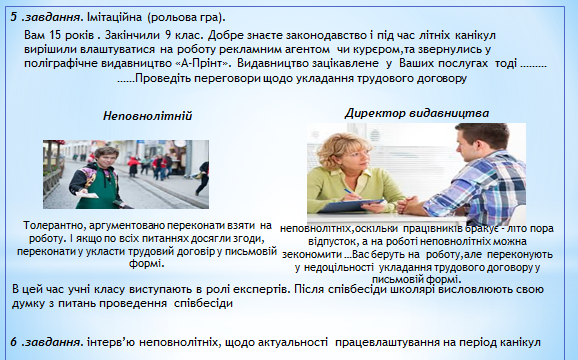 5 .завдання. Імітаційна (рольова гра).
Вам 15 років . Закінчили 9 клас. Добре знаєте законодавство і під час літніх канікул
вирішили влаштуватися на роботу рекламним агентом чи курєром,та звернулись у
поліграфічне видавництво «А-Прінт». Видавництво зацікавлене у Ваших послугах тоді ………
……Проведіть переговори щодо укладання трудового договору
Неповнолітній
Толерантно, аргументовано переконати взяти на
роботу. І якщо по всіх питаннях досягли згоди,
переконати у укласти трудовий договір у письмовій
формі.
Директор видавництва
неповнолітніх,оскільки працівників бракує - літо пора
відпусток, а на роботі неповнолітніх можна
зекономити …Вас беруть на роботу,але переконують
у недоцільності укладання трудового договору у
письмовій формі.
В цей час учні класу виступають в ролі експертів. Після співбесіди школярі висловлюють свою
думку з питань проведення співбесіди
6 .завдання. інтерв’ю неповнолітніх, щодо актуальності працевлаштування на період канікул